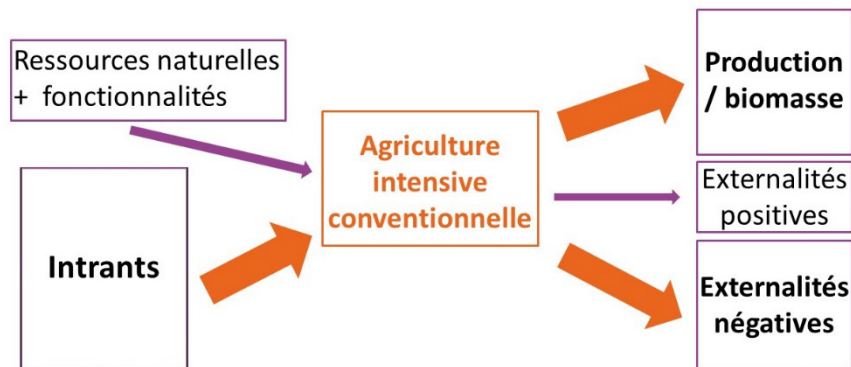 Ressources naturelles
+ fonctionnalités
Intrants
Agriculture
intensive
conventionnelle
Production
/ biomasse
Externalités
positives
Externalités
négatives